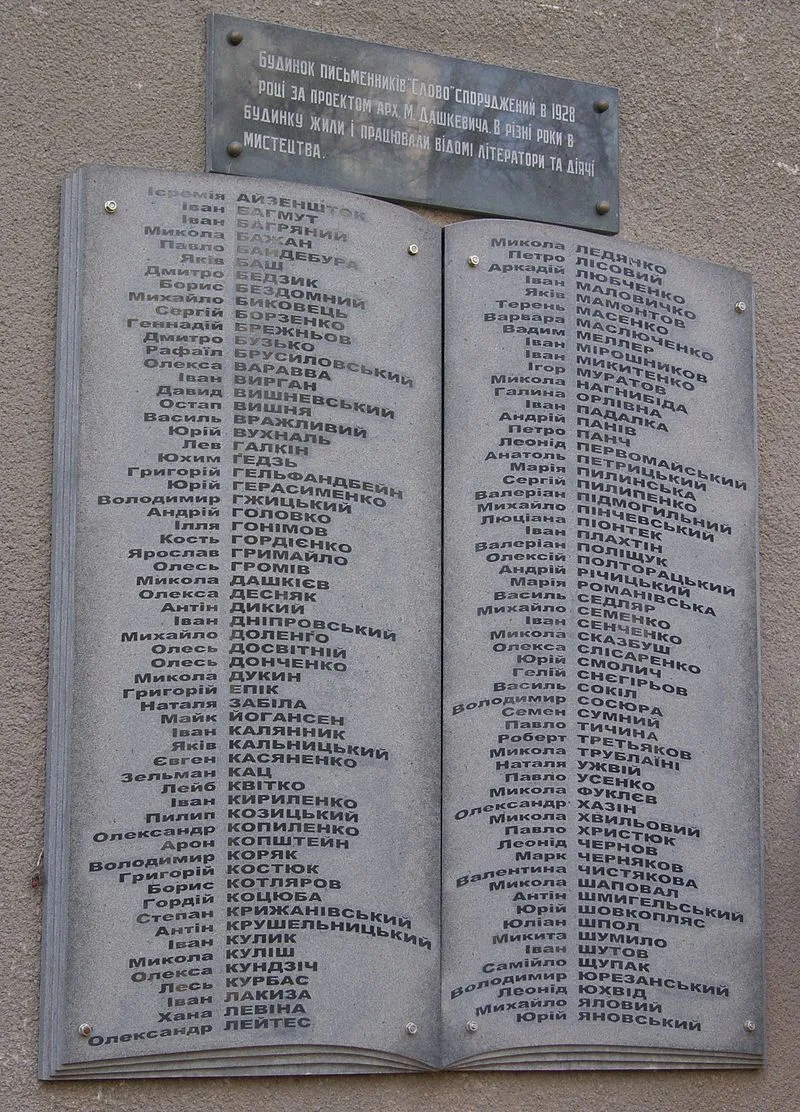 Будинок письменників "Слово" споруджений в 1928
році за проектом арх. М. Дашкевича. В різні роки в
будинку жили і працювали відомі літератори та діячі
мистецтва.
Ієремія АЙЗЕНШТОК
Іван БАГМУТ
Іван БАГРЯНИЙ
Микола БАЖАН
Павло БАЙДЕБУРА
Яків БАШ
Дмитро БЕДЗИК
Борис БЕЗДОМНИЙ
Михайло БИКОВЕЦЬ
Сергій БОРЗЕНКО
Геннадій БРЕЖНЬОВ
Дмитро БУЗЬКО
Рафаїл БРУСИЛОВСЬКИЙ
Олекса ВАРАВВА
Іван ВИРГАН
Давид ВИШНЕВСЬКИЙ
Остап ВИШНЯ
Василь ВРАЖЛИВИЙ
Юрій ВУХНАЛЬ
Лев ГАЛКІН
Юхим ҐЕДЗЬ
Григорій ГЕЛЬФАНДБЕЙН
Юрій ГЕРАСИМЕНКО
Володимир ГЖИЦЬКИЙ
Андрій ГОЛОВКО
Ілля ГОНІМОВ
Кость ГОРДІЄНКО
Ярослав ГРИМАЙЛО
Олесь ГРОМІВ
Микола ДАШКІЄВ
Олекса ДЕСНЯК
Антін ДИКИЙ
Іван ДНІПРОВСЬКИЙ
Михайло ДОЛЕНҐО
Олесь ДОСВІТНІЙ
Олесь ДОНЧЕНКО
Микола ДУКИН
Григорій ЕПІК
Наталя ЗАБІЛА
Майк ЙОГАНСЕН
Іван КАЛЯННИК
Яків КАЛЬНИЦЬКИЙ
Євген КАСЯНЕНКО
Зельман КАЦ
Лейб КВІТКО
Іван КИРИЛЕНКО
Пилип КОЗИЦЬКИЙ
Олександр КОПИЛЕНКО
Арон КОПШТЕЙН
Володимир КОРЯК
Григорій КОСТЮК
Борис КОТЛЯРОВ
Гордій КОЦЮБА
Степан КРИЖАНІВСЬКИЙ
Антін КРУШЕЛЬНИЦЬКИЙ
Іван КУЛИК
Микола КУЛІШ
Олекса КУНДЗІЧ
Лесь КУРБАС
Іван ЛАКИЗА
Хана ЛЕВІНА
Олександр ЛЕЙТЕС
Микола ЛЕДЯНКО
Петро ЛІСОВИЙ
Аркадій ЛЮБЧЕНКО
Іван МАЛОВИЧКО
Яків МАМОНТОВ
Терень МАСЕНКО
Варвара МАСЛЮЧЕНКО
Вадим МЕЛЛЕР
Іван МІРОШНИКОВ
Іван МИКИТЕНКО
Ігор МУРАТОВ
Микола НАГНИБІДА
Галина ОРЛІВНА
Іван ПАДАЛКА
Андрій ПАНІВ
Петро ПАНЧ
Леонід ПЕРВОМАЙСЬКИЙ
Анатоль ПЕТРИЦЬКИЙ
Марія ПИЛИНСЬКА
Сергій ПИЛИПЕНКО
Валеріан ПІДМОГИЛЬНИЙ
Михайло ПІНЧЕВСЬКИЙ
Люціана ПІОНТЕК
Іван ПЛАХТІН
Валеріан ПОЛІЩУК
Олексій ПОЛТОРАЦЬКИЙ
Андрій РІЧИЦЬКИЙ
Марія РОМАНІВСЬКА
Василь СЕДЛЯР
Михайло СЕМЕНКО
Іван СЕНЧЕНКО
Микола СКАЗБУШ
Олекса СЛІСАРЕНКО
Юрій СМОЛИЧ
Гелій СНЄГІРЬОВ
Василь СОКІЛ
Володимир СОСЮРА
Семен СУМНИЙ
Павло ТИЧИНА
Роберт ТРЕТЬЯКОВ
Микола ТРУБЛАЇНІ
Наталя УЖВІЙ
Павло УСЕНКО
Микола ФУКЛЄВ
Олександр ХАЗІН
Микола ХВИЛЬОВИЙ
Павло ХРИСТЮК
Леонід ЧЕРНОВ
Марк ЧЕРНЯКОВ
Валентина ЧИСТЯКОВА
Микола ШАПОВАЛ
Антін ШМИГЕЛЬСЬКИЙ
Юрій ШОВКОПЛЯС
Юліан ШПОЛ
Микита ШУМИЛО
Іван ШУТОВ
Самійло ЩУПАК
Володимир ЮРЕЗАНСЬКИЙ
Леонід ЮХВІД
Михайло ЯЛОВИЙ
Юрій ЯНОВСЬКИЙ